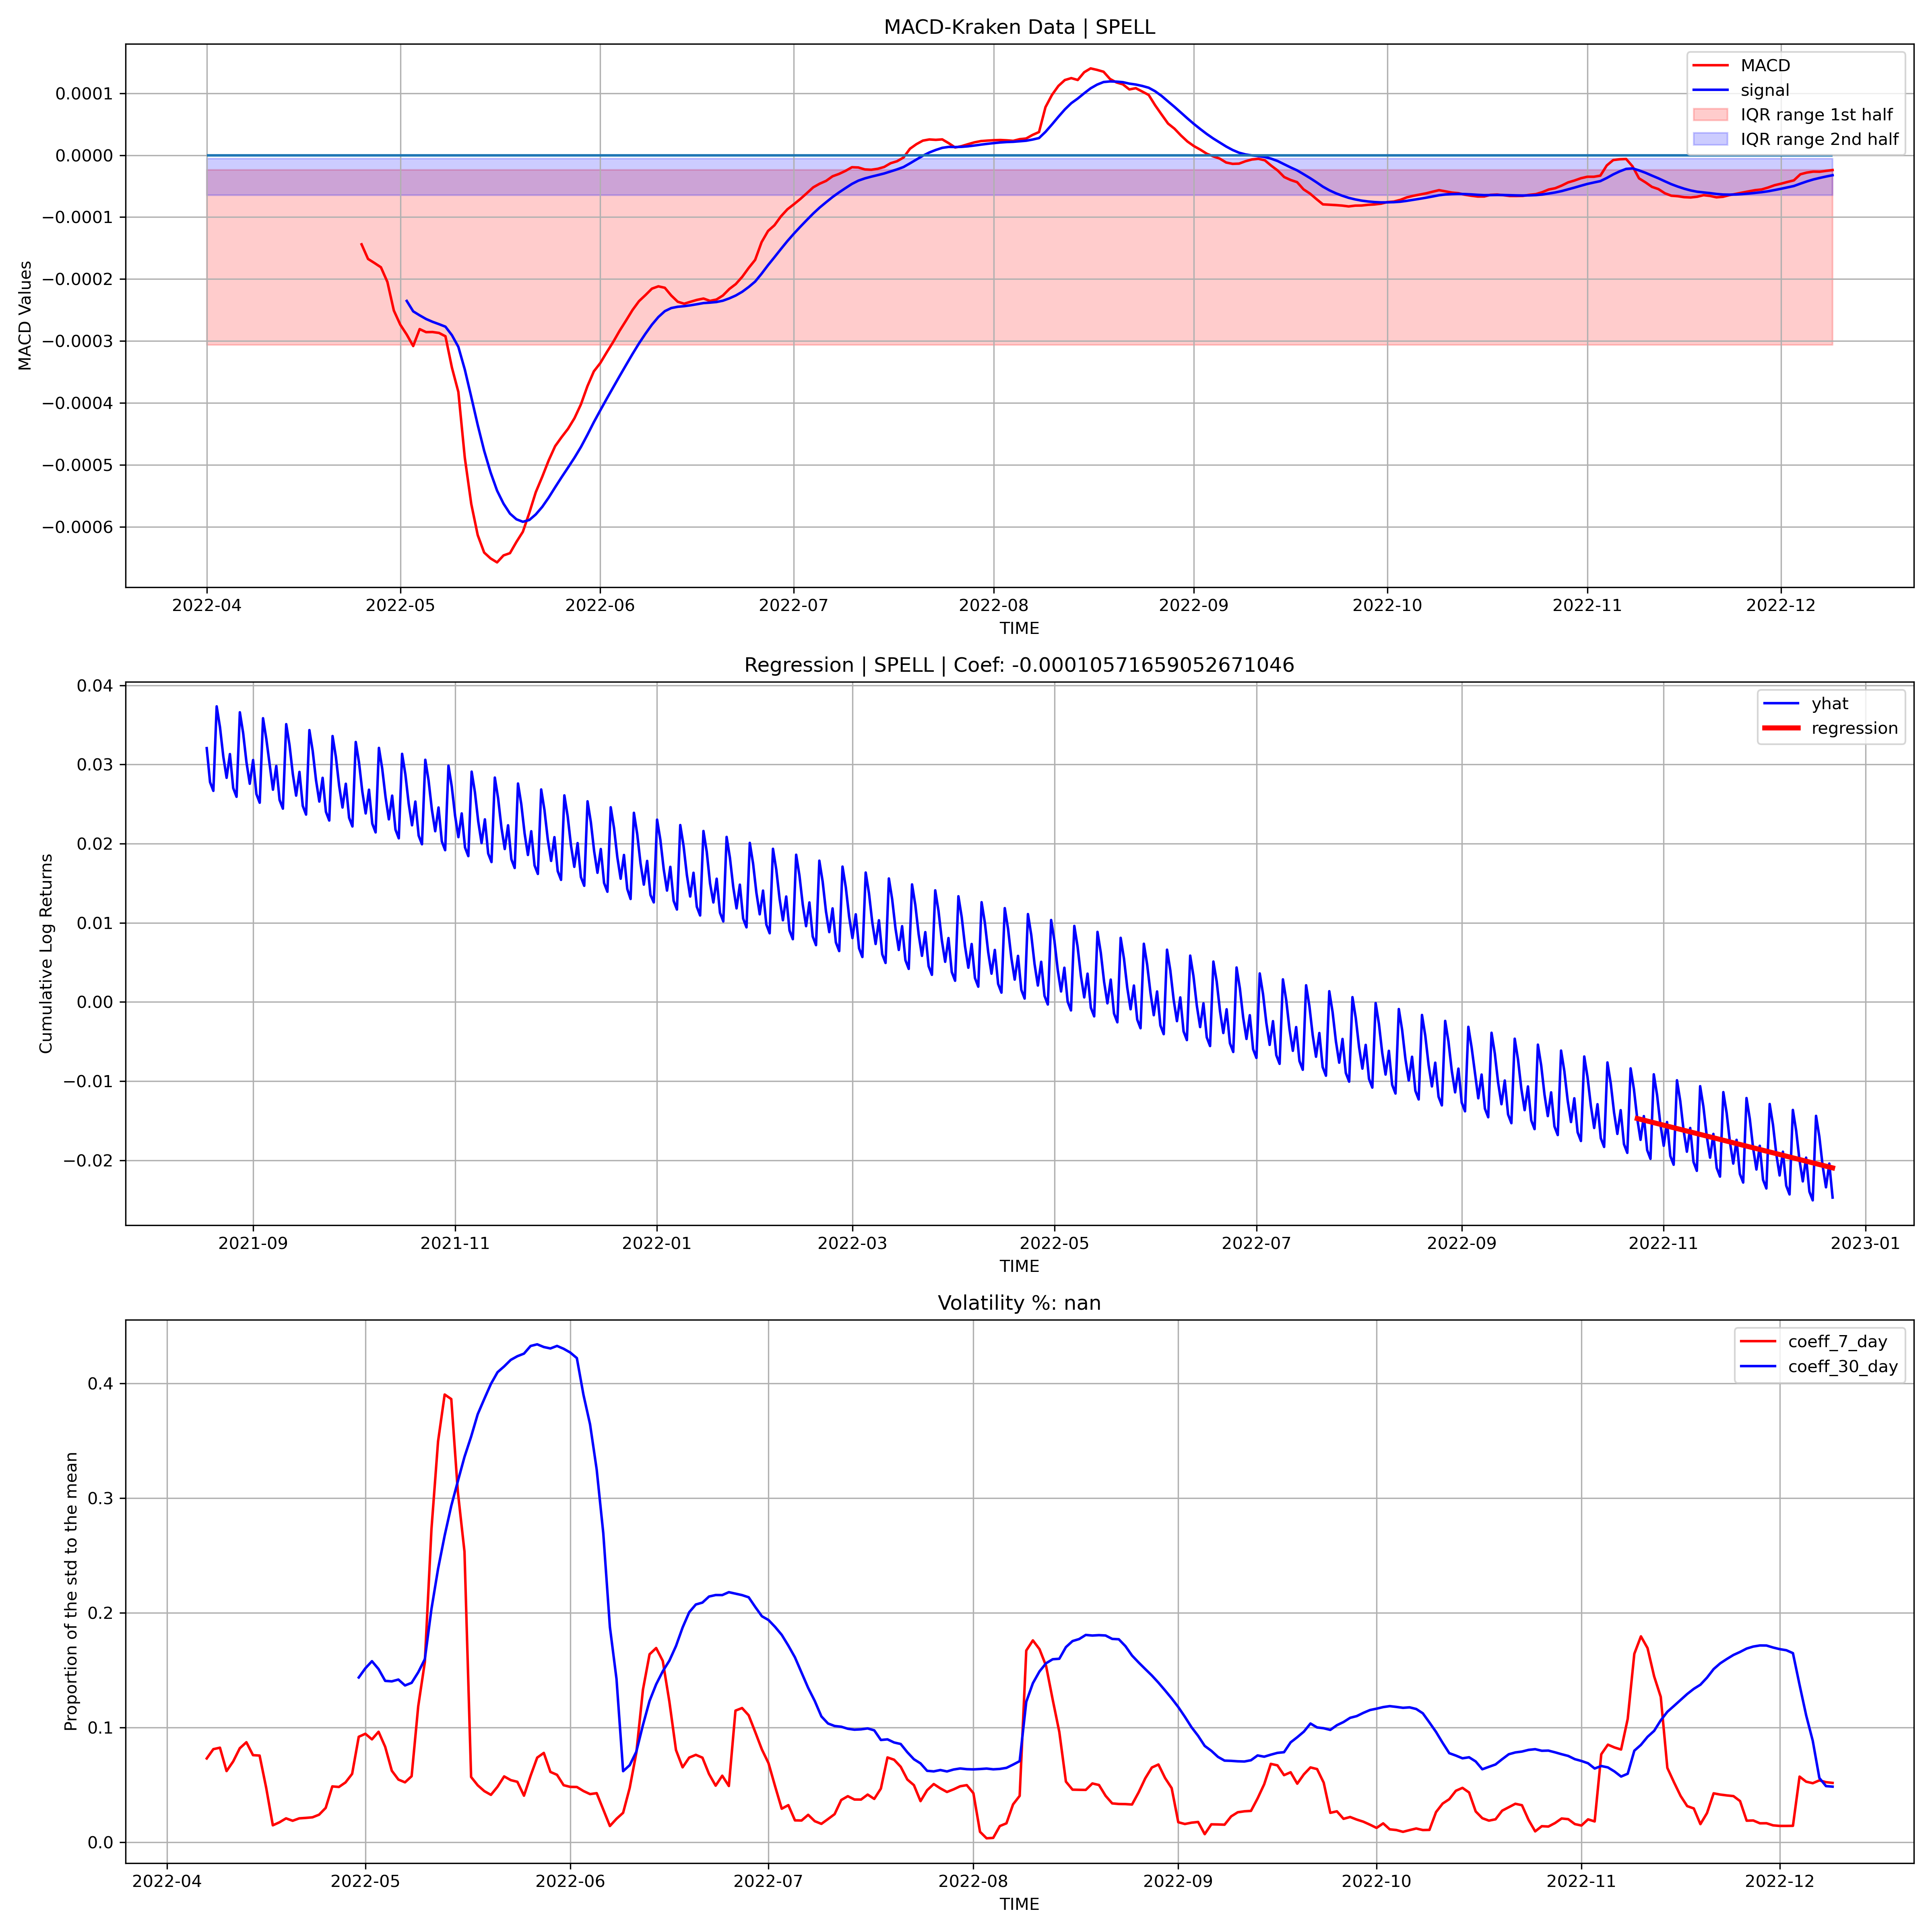 MACD-Kraken Data | SPELL
MACD
signal
IQR range 1st half
IQR range 2nd half
MACD Values
0.0001
0.0000
−0.0001
−0.0002
−0.0003
−0.0004
−0.0005
−0.0006
2022-04 2022-05 2022-06 2022-07 2022-08 2022-09 2022-10 2022-11 2022-12
TIME
Regression | SPELL | Coef: -0.00010571659052671046
yhat
regression
Cumulative Log Returns
0.04
0.03
0.02
0.01
0.00
−0.01
−0.02
2021-09 2021-11 2022-01 2022-03 2022-05 2022-07 2022-09 2022-11 2023-01
TIME
Volatility %: nan
coeff_7_day
coeff_30_day
Proportion of the std to the mean
0.4
0.3
0.2
0.1
0.0
2022-04 2022-05 2022-06 2022-07 2022-08 2022-09 2022-10 2022-11 2022-12
TIME